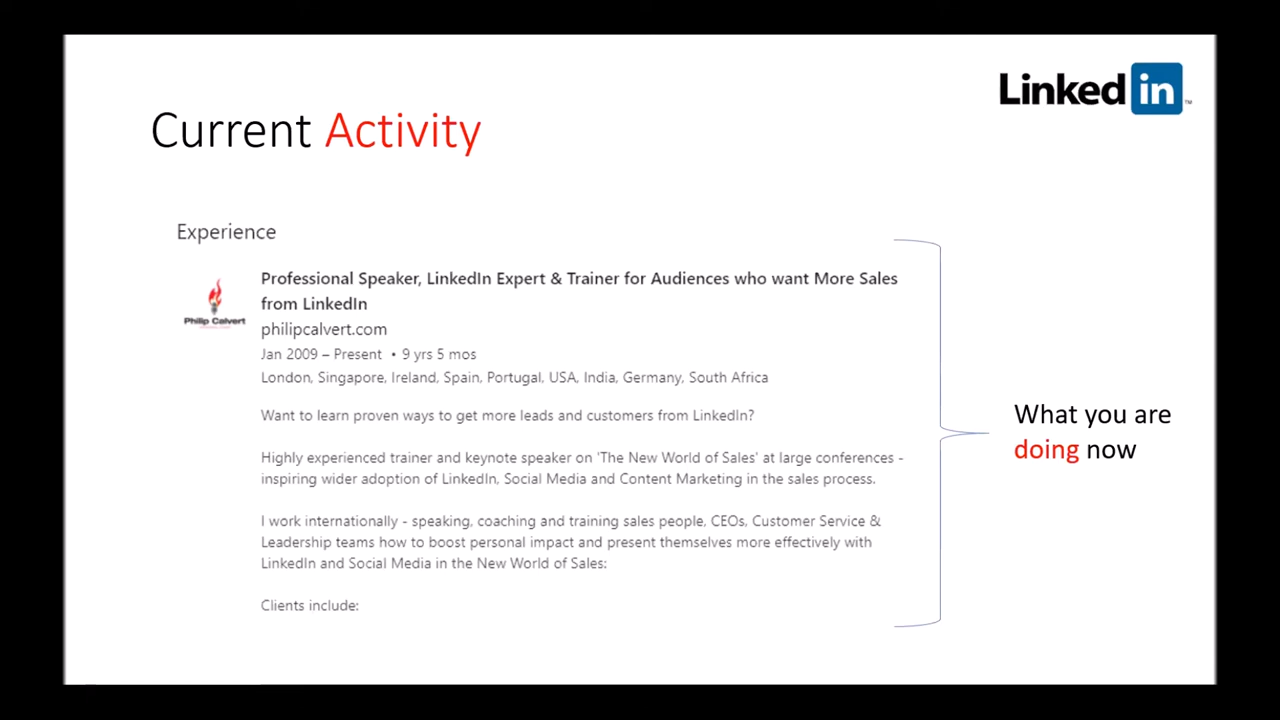 Linked in™
Current Activity
Experience
Philip Calvert
Professional Speaker, LinkedIn Expert & Trainer for Audiences who want More Sales
from LinkedIn
philipcalvert.com
Jan 2009 – Present • 9 yrs 5 mos
London, Singapore, Ireland, Spain, Portugal, USA, India, Germany, South Africa
Want to learn proven ways to get more leads and customers from LinkedIn?
Highly experienced trainer and keynote speaker on 'The New World of Sales' at large conferences -
inspiring wider adoption of LinkedIn, Social Media and Content Marketing in the sales process.
I work internationally - speaking, coaching and training sales people, CEOs, Customer Service &
Leadership teams how to boost personal impact and present themselves more effectively with
LinkedIn and Social Media in the New World of Sales:
Clients include:
What you are
doing now